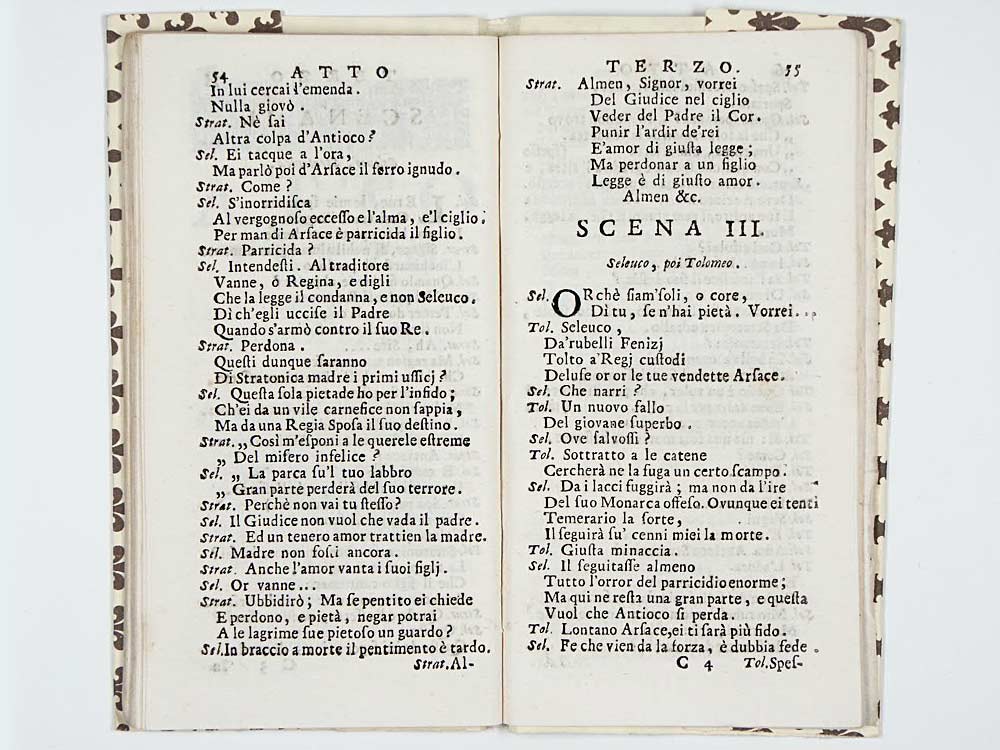 54 ATTO
In lui cercai l'emenda.
Nulla giovò.
Strat. Nè ſai
Altra colpa d'Antioco?
Sel. Ei tacque a l'ora,
Ma parlò poi d'Arſace il ferro ignudo.
Strat. Come?
Sel. S'inorridiſca
Al vergognoſo ecceſſo e l'alma, e'l ciglio.
Per man di Arſace è parricida il figlio.
Strat. Parricida?
Sel. Intendeſti. Al traditore
Vanne, ó Regina, e digli
Che la legge il condanna, e non Seleuco.
Dì ch'egli ucciſe il Padre
Quando s'armò contro il ſuo Re.
Strat. Perdona.
Queſti dunque ſaranno
Di Stratonica madre i primi ufficj?
Sel. Queſta ſola pietade ho per l'infido;
Ch'ei da un vile carnefice non ſappia,
Ma da una Regia Spoſa il ſuo deſtino.
Strat. „ Così m'eſponi a le querele eſtreme
„ Del miſero infelice?
Sel. „ La parca ſu'l tuo labbro
„ Gran parte perderà del ſuo terrore.
Strat. Perchè non vai tu ſteſſo?
Sel. Il Giudice non vuol che vada il padre.
Strat. Ed un tenero amor trattien la madre.
Sel. Madre non foſti ancora.
Strat. Anche l'amor vanta i ſuoi figlj.
Sel. Or vanne...
Strat. Ubbidirò; Ma ſe pentito ei chiede
E perdono, e pietà, negar potrai
A le lagrime ſue pietoſo un guardo?
Sel. In braccio a morte il pentimento è tardo.
Strat. Al-
TERZO. 55
Strat. Almen, Signor, vorrei
Del Giudice nel ciglio
Veder del Padre il Cor.
Punir l'ardir de'rei
E'amor di giuſta legge;
Ma perdonar a un figlio
Legge è di giuſto amor.
Almen &c.
SCENA III.
Seleuco, poi Tolomeo.
Sel. ORchè ſiam'ſoli, o core,
Dì tu, ſe n'hai pietà. Vorrei...
Tol. Seleuco,
Da'rubelli Fenizj
Tolto a'Regj cuſtodi
Deluſe or or le tue vendette Arſace.
Sel. Che narri?
Tol. Un nuovo fallo
Del giovane ſuperbo.
Sel. Ove ſalvoſſi?
Tol. Sottratto a le catene
Cercherà ne la fuga un certo ſcampo.
Sel. Da i lacci fuggirà; ma non da l'ire
Del ſuo Monarca offeſo. Ovunque ei tenti
Temerario la ſorte,
Il ſeguirà ſu' cenni miei la morte.
Tol. Giuſta minaccia.
Sel. Il ſeguitaſſe almeno
Tutto l'orror del parricidio enorme;
Ma qui ne reſta una gran parte, e queſta
Vuol che Antioco ſi perda.
Tol. Lontano Arſace, ei ti ſarà più fido.
Sel. Fe che vien da la forza, è dubbia fede.
C 4 Tol. Speſ-